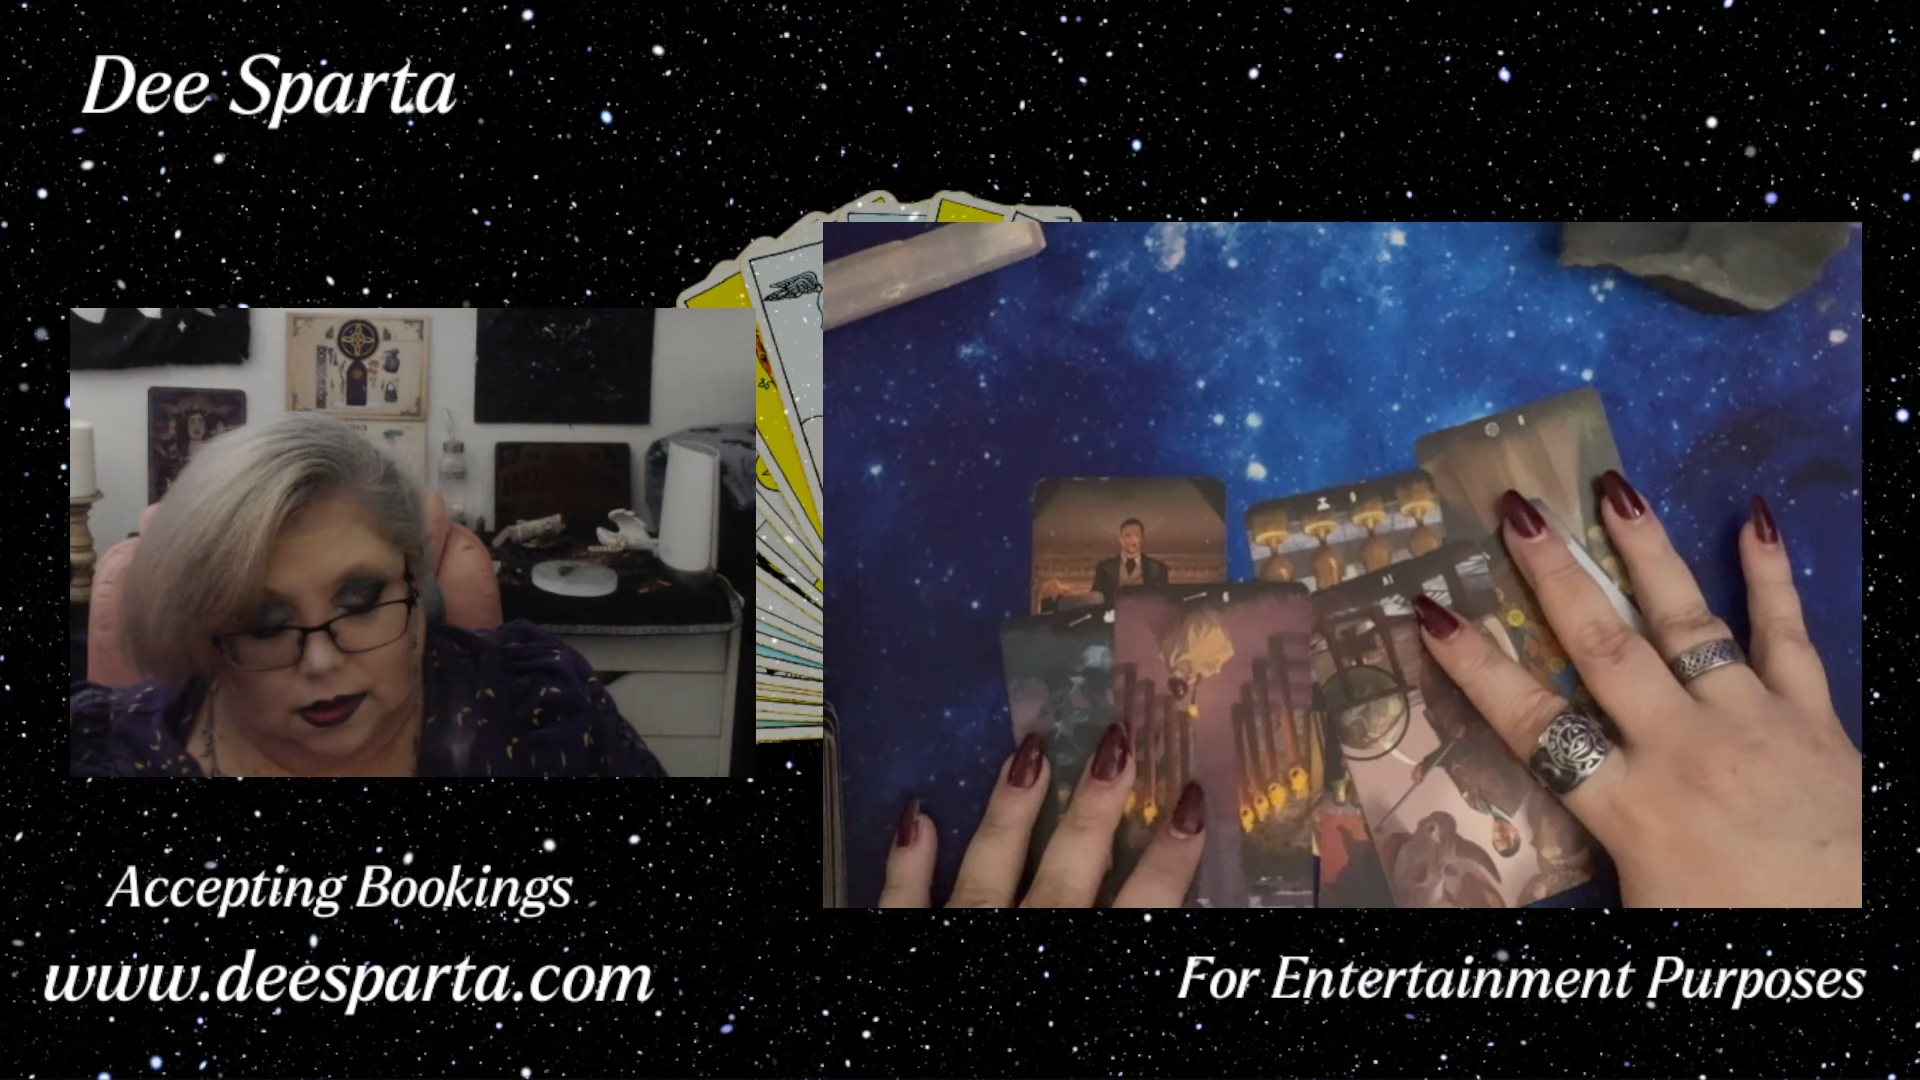 Dee Sparta
Accepting Bookings
www.deesparta.com
For Entertainment Purposes